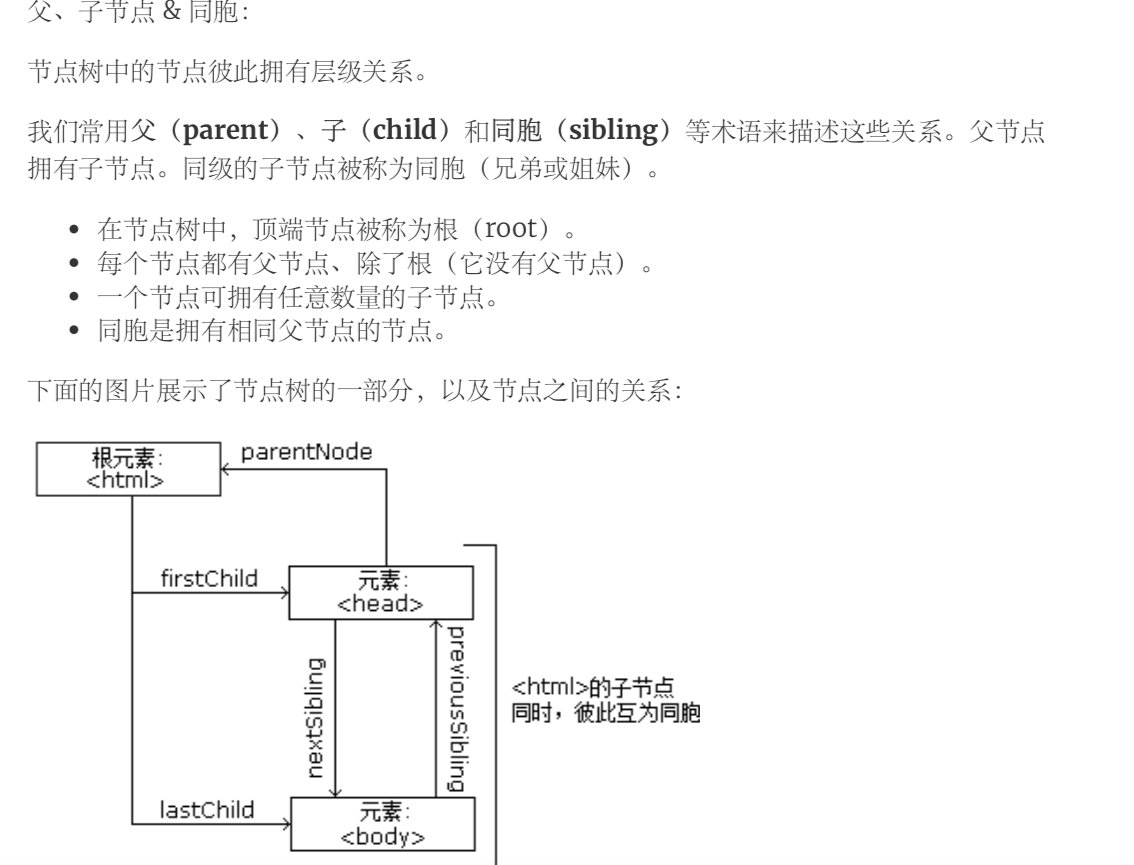 父、子节点 & 同胞:
节点树中的节点彼此拥有层级关系。
我们常用父（parent）、子（child）和同胞（sibling）等术语来描述这些关系。父节点
拥有子节点。同级的子节点被称为同胞（兄弟或姐妹）。
在节点树中，顶端节点被称为根（root）。
每个节点都有父节点、除了根（它没有父节点）。
一个节点可拥有任意数量的子节点。
同胞是拥有相同父节点的节点。
下面的图片展示了节点树的一部分，以及节点之间的关系:
根元素:
<html>
parentNode
firstChild
元素:
<head>
nextSibling
previousSibling
<html>的子节点
同时，彼此互为同胞
lastChild
元素:
<body>